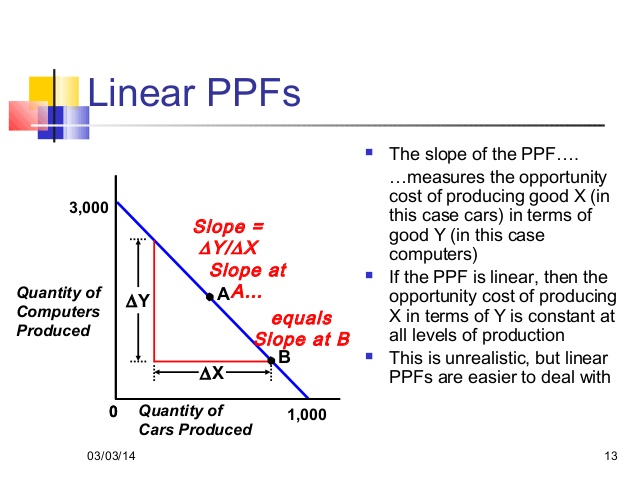 Linear PPFs
3,000
Slope =
ΔY/ΔX
Slope at
A…
A
equals
Slope at B
B
ΔY
ΔX
Quantity of
Computers
Produced
0
Quantity of
Cars Produced
1,000
The slope of the PPF….
…measures the opportunity
cost of producing good X (in
this case cars) in terms of
good Y (in this case
computers)
If the PPF is linear, then the
opportunity cost of producing
X in terms of Y is constant at
all levels of production
This is unrealistic, but linear
PPFs are easier to deal with
03/03/14
13